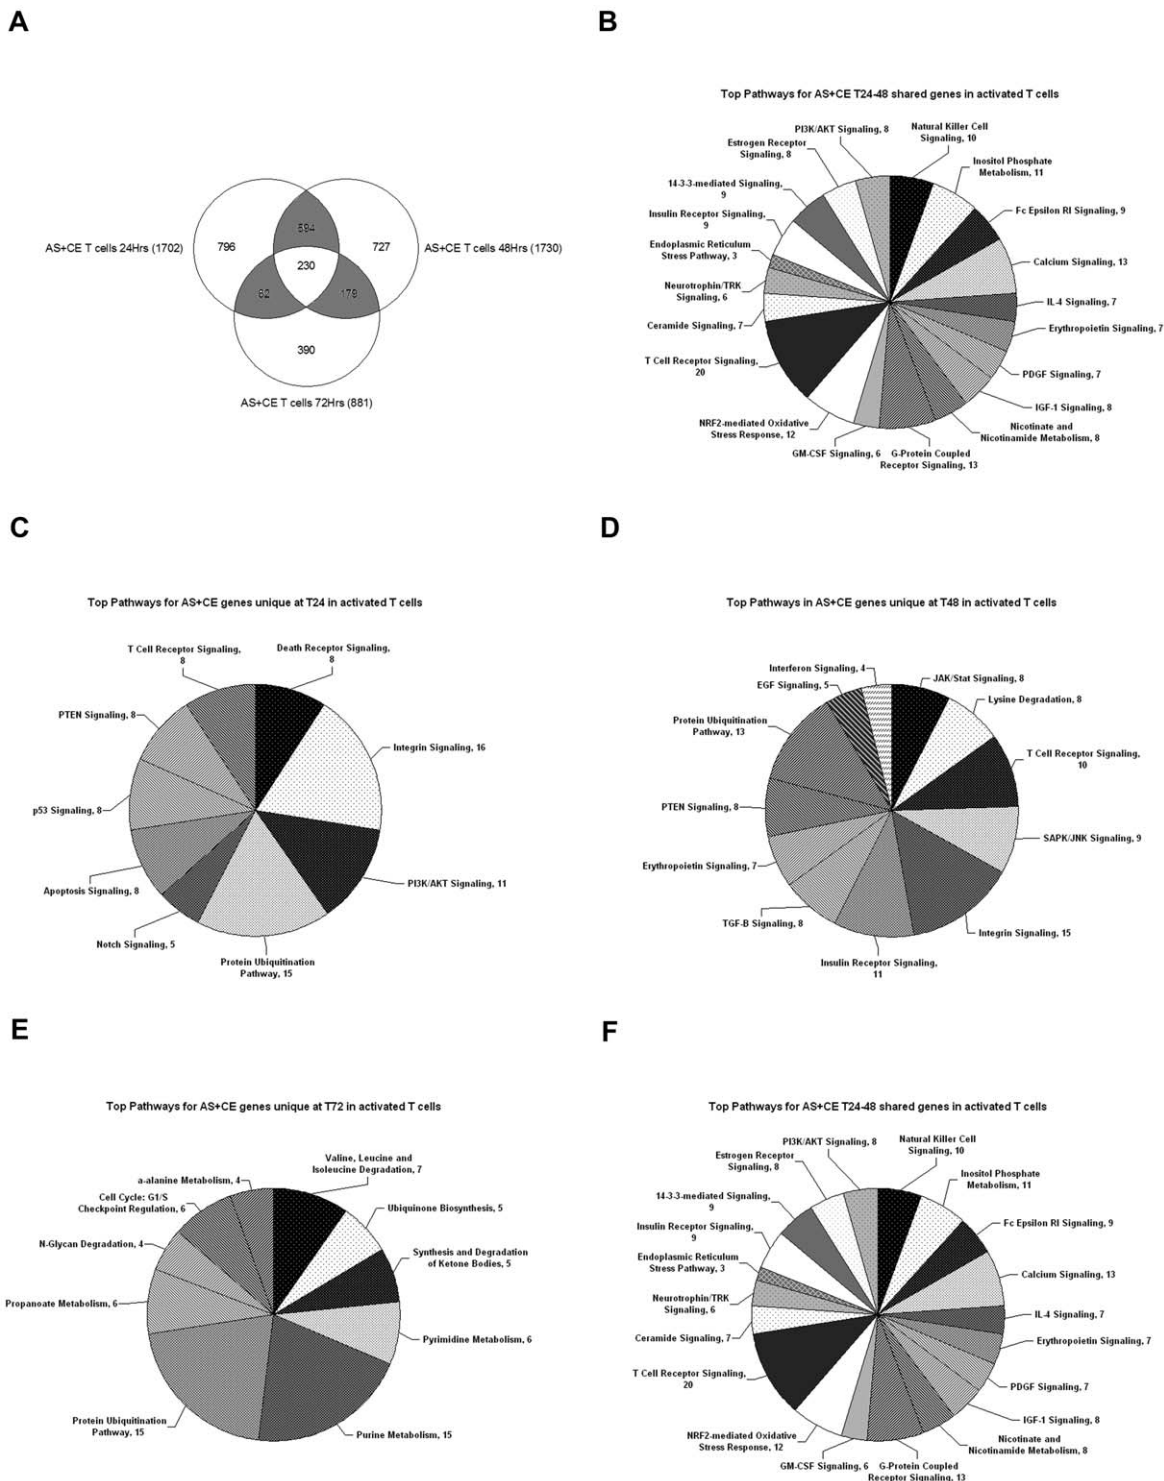 A
B
Top Pathways for AS+CE T24-48 shared genes in activated T cells
AS+CE T cells 24Hrs (1702)
796
594
727
AS+CE T cells 48Hrs (1730)
230
62
179
390
AS+CE T cells 72Hrs (881)
PI3K/AKT Signaling, 8
Natural Killer Cell
Signaling, 10
Estrogen Receptor
Signaling, 8
Inositol Phosphate
Metabolism, 11
14-3-3-mediated Signaling,
9
Fc Epsilon RI Signaling, 9
Insulin Receptor Signaling,
9
Endoplasmic Reticulum
Stress Pathway, 3
Calcium Signaling, 13
Neurotrophin/TRK
Signaling, 6
IL-4 Signaling, 7
Ceramide Signaling, 7
Erythropoietin Signaling, 7
T Cell Receptor Signaling,
20
PDGF Signaling, 7
IGF-1 Signaling, 8
NRF2-mediated Oxidative
Stress Response, 12
Nicotinate and
Nicotinamide Metabolism, 8
GM-CSF Signaling, 6
G-Protein Coupled
Receptor Signaling, 13
C
D
Top Pathways for AS+CE genes unique at T24 in activated T cells
T Cell Receptor Signaling,
8
Death Receptor Signaling,
8
PTEN Signaling, 8
Integrin Signaling, 16
p53 Signaling, 8
Apoptosis Signaling, 8
PI3K/AKT Signaling, 11
Notch Signaling, 5
Protein Ubiquitination
Pathway, 15
Top Pathways in AS+CE genes unique at T48 in activated T cells
Interferon Signaling, 4
JAK/Stat Signaling, 8
EGF Signaling, 5
Lysine Degradation, 8
Protein Ubiquitination
Pathway, 13
T Cell Receptor Signaling,
10
PTEN Signaling, 8
SAPK/JNK Signaling, 9
Erythropoietin Signaling, 7
TGF-B Signaling, 8
Integrin Signaling, 15
Insulin Receptor Signaling,
11
E
F
Top Pathways for AS+CE genes unique at T72 in activated T cells
Valine, Leucine and
Isoleucine Degradation, 7
a-alanine Metabolism, 4
Cell Cycle: G1/S
Checkpoint Regulation, 6
Ubiquinone Biosynthesis, 5
N-Glycan Degradation, 4
Synthesis and Degradation
of Ketone Bodies, 5
Propanoate Metabolism, 6
Pyrimidine Metabolism, 6
Protein Ubiquitination
Pathway, 15
Purine Metabolism, 15
Top Pathways for AS+CE T24-48 shared genes in activated T cells
PI3K/AKT Signaling, 8
Natural Killer Cell
Signaling, 10
Estrogen Receptor
Signaling, 8
Inositol Phosphate
Metabolism, 11
14-3-3-mediated Signaling,
9
Fc Epsilon RI Signaling, 9
Insulin Receptor Signaling,
9
Endoplasmic Reticulum
Stress Pathway, 3
Calcium Signaling, 13
Neurotrophin/TRK
Signaling, 6
IL-4 Signaling, 7
Ceramide Signaling, 7
Erythropoietin Signaling, 7
T Cell Receptor Signaling,
20
PDGF Signaling, 7
IGF-1 Signaling, 8
NRF2-mediated Oxidative
Stress Response, 12
Nicotinate and
Nicotinamide Metabolism, 8
GM-CSF Signaling, 6
G-Protein Coupled
Receptor Signaling, 13